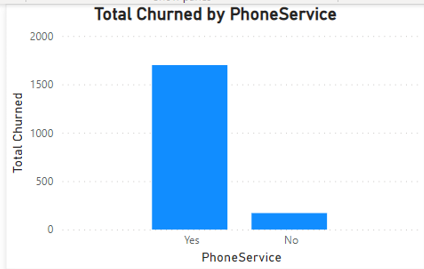 Total Churned by PhoneService
2000
1500
1000
500
0
Total Churned
Yes
No
PhoneService